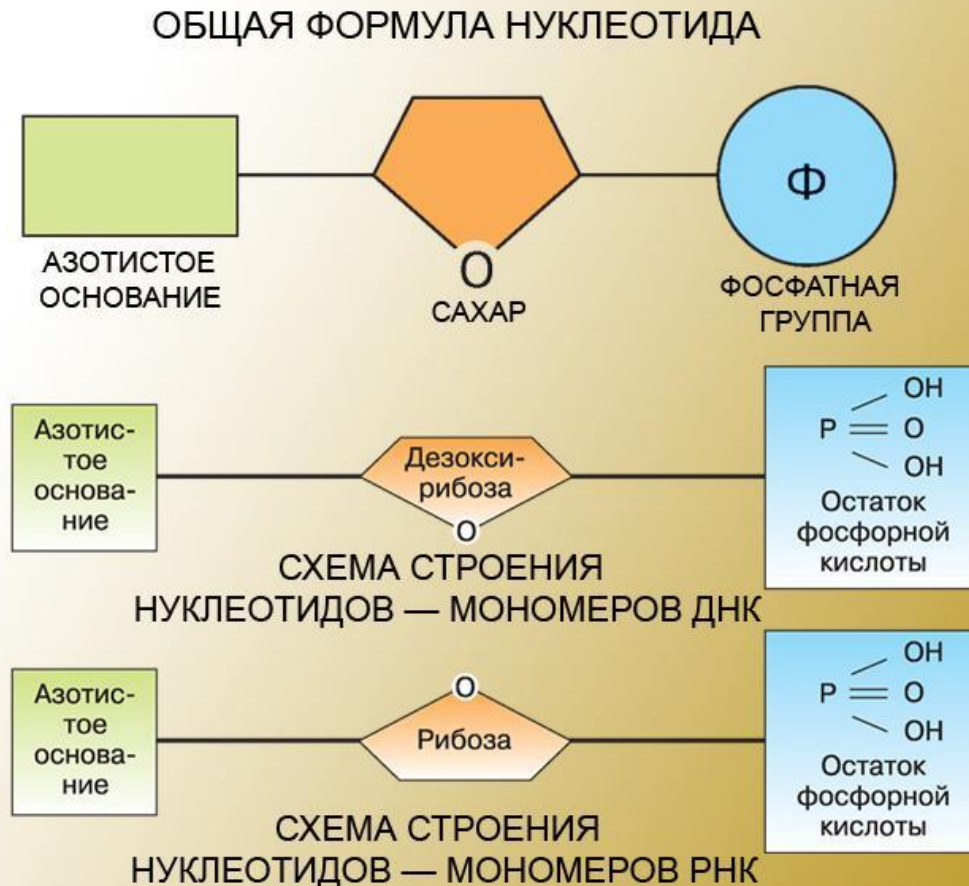 ОБЩАЯ ФОРМУЛА НУКЛЕОТИДА
Ф
АЗОТИСТОЕ
ОСНОВАНИЕ
О
САХАР
ФОСФАТНАЯ
ГРУППА
Азотис-
тое
основа-
ние
Дезокси-
рибоза
О
ОН
Р = О
ОН
Остаток
фосфорной
кислоты
СХЕМА СТРОЕНИЯ
НУКЛЕОТИДОВ — МОНОМЕРОВ ДНК
Азотис-
тое
основа-
ние
О
Рибоза
ОН
Р = О
ОН
Остаток
фосфорной
кислоты
СХЕМА СТРОЕНИЯ
НУКЛЕОТИДОВ — МОНОМЕРОВ РНК